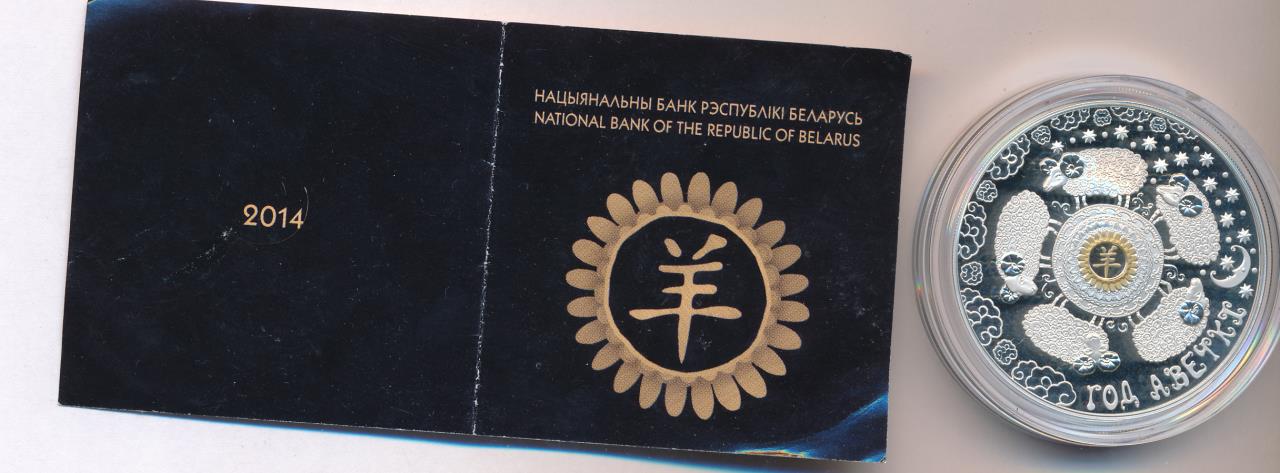 2014
НАЦЫЯНАЛЬНЫ БАНК РЭСПУБЛІКІ БЕЛАРУСЬ
NATIONAL BANK OF THE REPUBLIC OF BELARUS
羊
羊
ГОД АВЕЧКІ